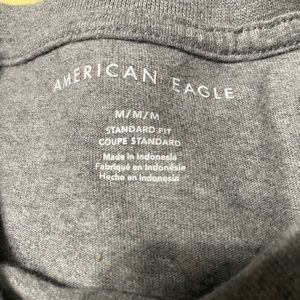 AMERICAN EAGLE
M/M/M
STANDARD FIT
COUPE STANDARD
Made in Indonesia
Fabriqué en Indonésie
Hecho en Indonesia